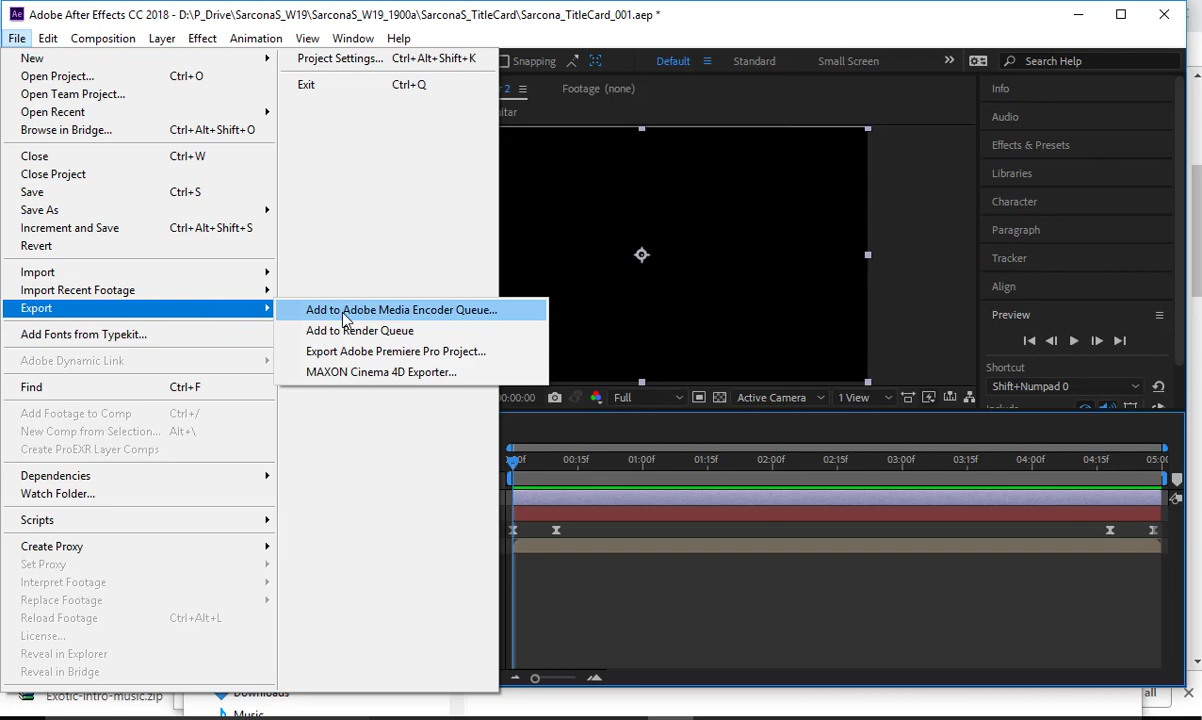 Ae Adobe After Effects CC 2018 - D:\P_Drive\SarconaS_W19\SarconaS_W19_1900a\SarconaS_TitleCard\Sarcona_TitleCard_001.aep *
File Edit Composition Layer Effect Animation View Window Help
New
Open Project... Ctrl+O
Open Team Project...
Open Recent
Browse in Bridge... Ctrl+Alt+Shift+O
Close Ctrl+W
Close Project
Save Ctrl+S
Save As
Increment and Save Ctrl+Alt+Shift+S
Revert
Import
Import Recent Footage
Export
Add Fonts from Typekit...
Adobe Dynamic Link
Find Ctrl+F
Add Footage to Comp Ctrl+/
New Comp from Selection... Alt+\
Create ProEXR Layer Comps
Dependencies
Watch Folder...
Scripts
Create Proxy
Set Proxy
Interpret Footage
Replace Footage
Reload Footage Ctrl+Alt+L
License...
Reveal in Explorer
Reveal in Bridge
Project Settings... Ctrl+Alt+Shift+K
Exit Ctrl+Q
Add to Adobe Media Encoder Queue...
Add to Render Queue
Export Adobe Premiere Pro Project...
MAXON Cinema 4D Exporter...
Snapping Default Standard Small Screen Search Help
2 Footage (none)
itar
Info
Audio
Effects & Presets
Libraries
Character
Paragraph
Tracker
Align
Preview
Shortcut
Shift+Numpad 0
Include
0:00:00 Full Active Camera 1 View
:00f 00:15f 01:00f 01:15f 02:00f 02:15f 03:00f 03:15f 04:00f 04:15f 05:00
Exotic-intro-music.zip
Downloads
Music
all